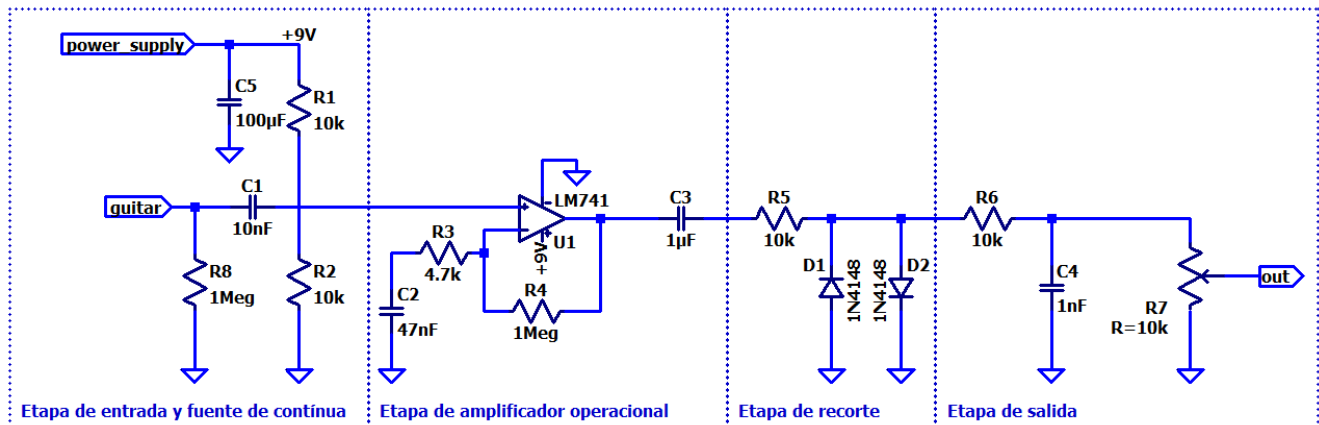 power_supply
+9V
C5
100µF
R1
10k
guitar
C1
10nF
R8
1Meg
R2
10k
Etapa de entrada y fuente de contínua
LM741
U1
+9V
R3
4.7k
C2
47nF
R4
1Meg
Etapa de amplificador operacional
C3
1µF
R5
10k
D1
1N4148
1N4148
D2
Etapa de recorte
R6
10k
C4
1nF
R7
R=10k
out
Etapa de salida